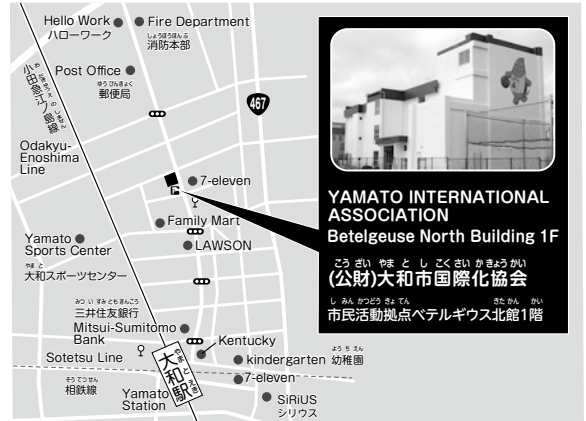 Hello Work
ハローワーク
Fire Department
しょうぼうほんぶ
消防本部
Post Office
ゆうびんきょく
郵便局
お だ きゅう え の しま せん
小田急江ノ島線
467
Odakyu-
Enoshima
Line
7-eleven
P
Family Mart
LAWSON
Yamato
Sports Center
やま と
大和スポーツセンター
みつ い すみともぎんこう
三井住友銀行
Mitsui-Sumitomo
Bank
Kentucky
Sotetsu Line
kindergarten
よう ち えん
幼稚園
そうてつせん
相鉄線
7-eleven
やま と えき
大和駅
Yamato
Station
SiRiUS
シリウス
YAMATO INTERNATIONAL
ASSOCIATION
Betelgeuse North Building 1F
こう ざい やま と し こくさい か きょうかい
(公財)大和市国際化協会
し みん かつどう きょ てん きた かん かい
市民活動拠点ベテルギウス北館1階